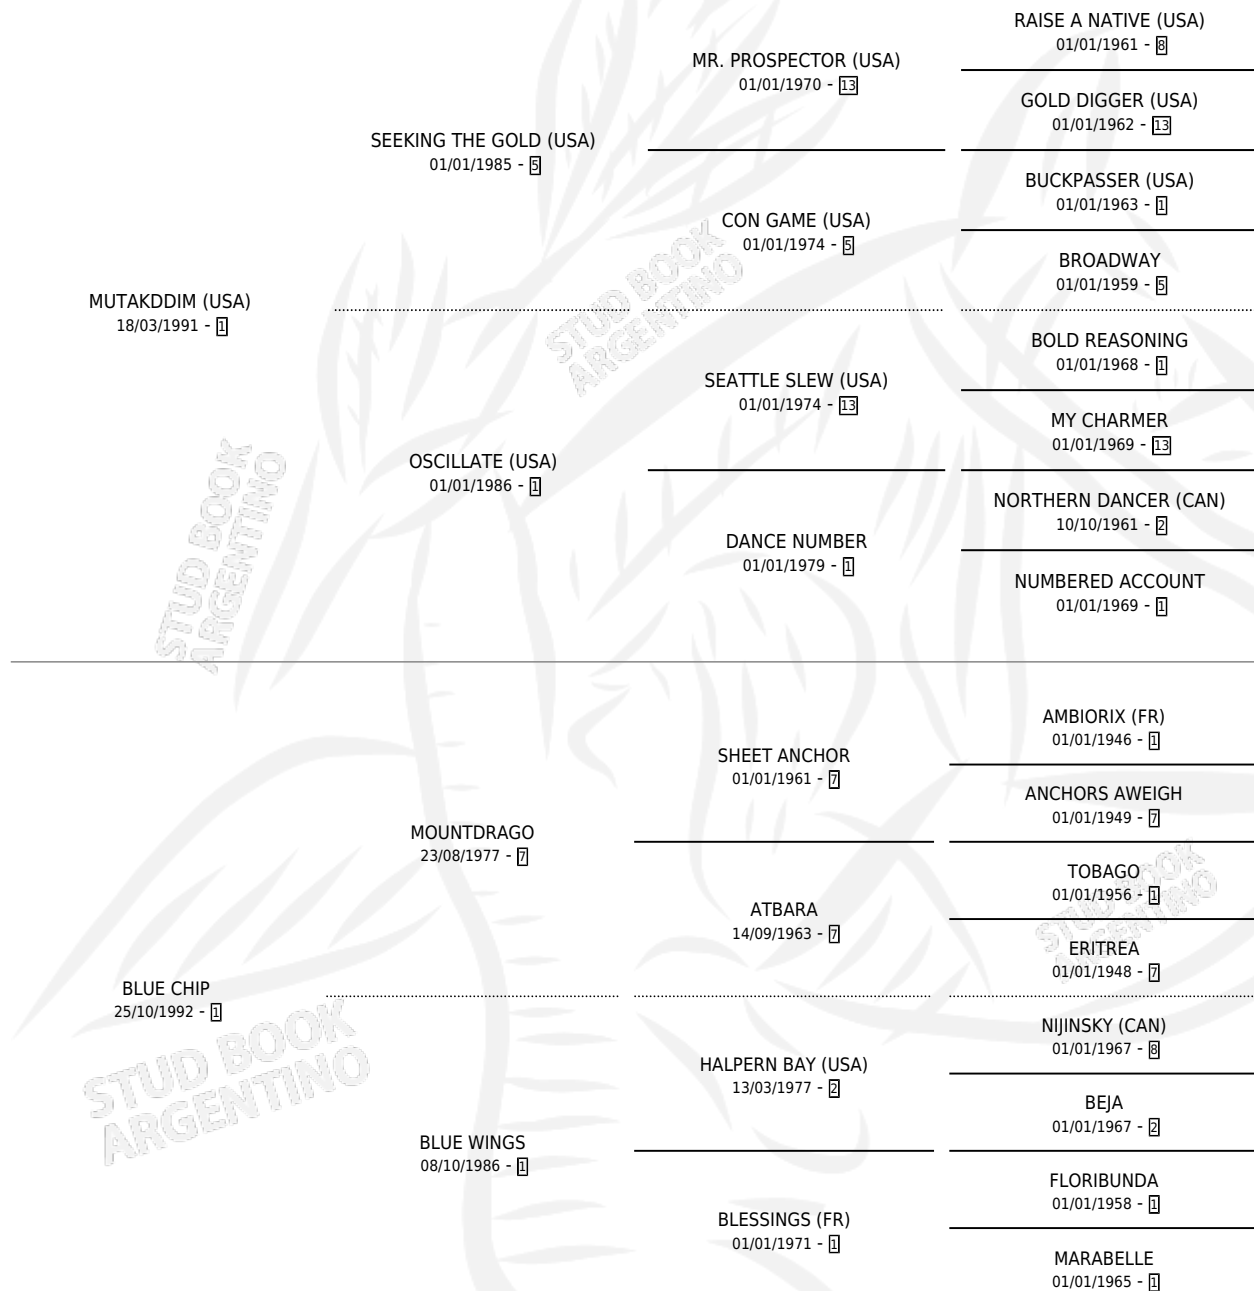 RAISE A NATIVE (USA)
01/01/1961 - 8
MR. PROSPECTOR (USA)
01/01/1970 - 13
GOLD DIGGER (USA)
01/01/1962 - 13
SEEKING THE GOLD (USA)
01/01/1985 - 5
BUCKPASSER (USA)
01/01/1963 - 1
CON GAME (USA)
01/01/1974 - 5
BROADWAY
01/01/1959 - 5
MUTAKDDIM (USA)
18/03/1991 - 1
BOLD REASONING
01/01/1968 - 1
SEATTLE SLEW (USA)
01/01/1974 - 13
MY CHARMER
01/01/1969 - 13
OSCILLATE (USA)
01/01/1986 - 1
NORTHERN DANCER (CAN)
10/10/1961 - 2
DANCE NUMBER
01/01/1979 - 1
NUMBERED ACCOUNT
01/01/1969 - 1
AMBIORIX (FR)
01/01/1946 - 1
SHEET ANCHOR
01/01/1961 - 7
ANCHORS AWEIGH
01/01/1949 - 7
MOUNTDRAGO
23/08/1977 - 7
TOBAGO
01/01/1956 - 1
ATBARA
14/09/1963 - 7
ERITREA
01/01/1948 - 7
BLUE CHIP
25/10/1992 - 1
NIJINSKY (CAN)
01/01/1967 - 8
HALPERN BAY (USA)
13/03/1977 - 2
BEJA
01/01/1967 - 2
BLUE WINGS
08/10/1986 - 1
FLORIBUNDA
01/01/1958 - 1
BLESSINGS (FR)
01/01/1971 - 1
MARABELLE
01/01/1965 - 1
STUD BOOK
ARGENTINO
STUD BOOK
ARGENTINO
STUD BOOK
ARGENTINO
STUD BOOK
ARGENTINO